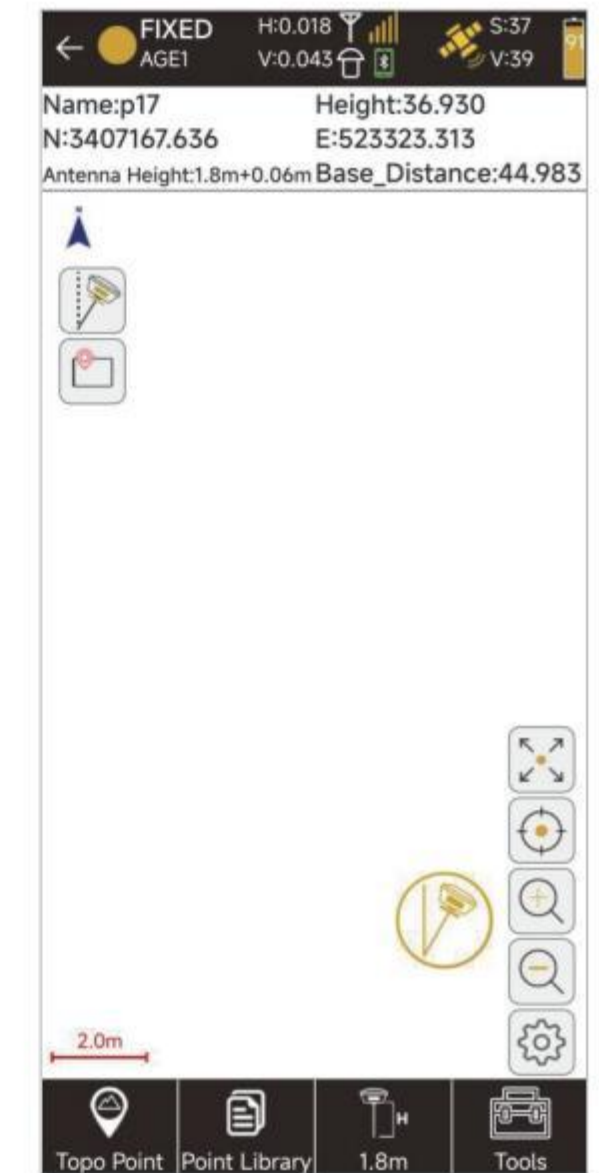 FIXED H:0.018 S:37
AGE1 V:0.043 V:39
91
Name:p17 Height:36.930
N:3407167.636 E:523323.313
Antenna Height:1.8m+0.06m Base_Distance:44.983
N
2.0m
H
Topo Point Point Library 1.8m Tools